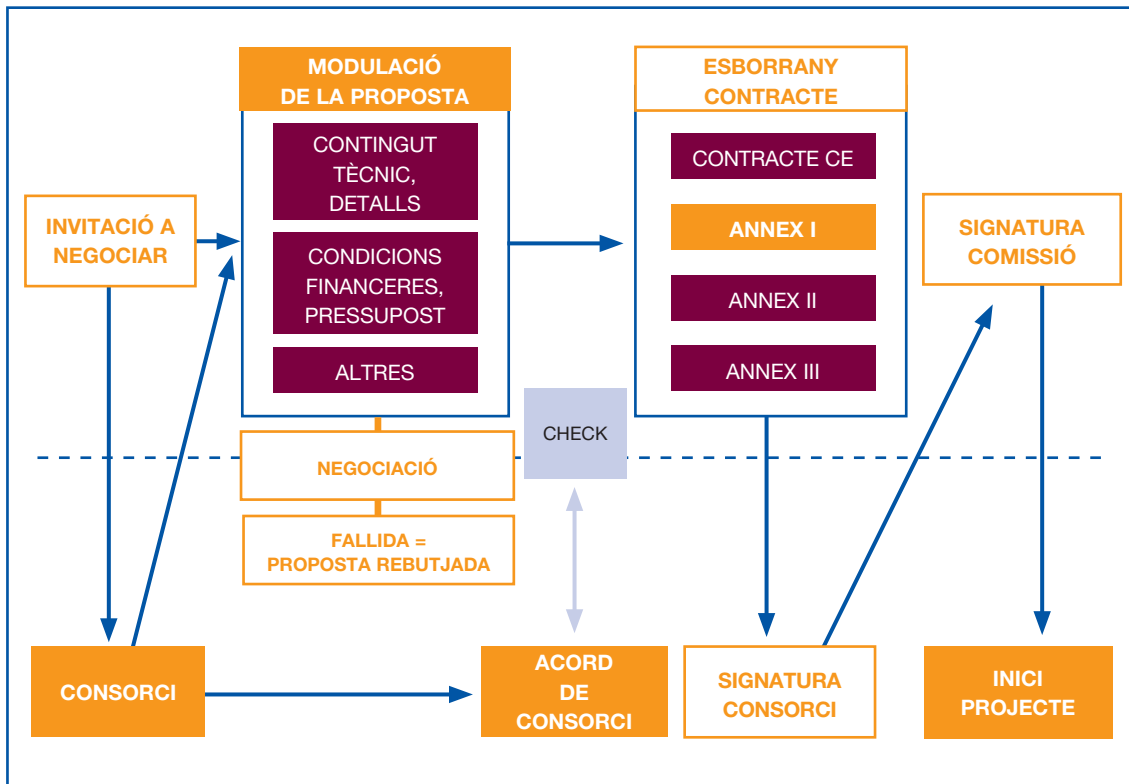 MODULACIÓ
DE LA PROPOSTA
CONTINGUT
TÈCNIC,
DETALLS
CONDICIONS
FINANCERES,
PRESSUPOST
ALTRES
ESBORRANY
CONTRACTE
CONTRACTE CE
ANNEX I
ANNEX II
ANNEX III
INVITACIÓ A
NEGOCIAR
SIGNATURA
COMISSIÓ
CHECK
NEGOCIACIÓ
FALLIDA =
PROPOSTA REBUTJADA
CONSORCI
ACORD
DE
CONSORCI
SIGNATURA
CONSORCI
INICI
PROJECTE